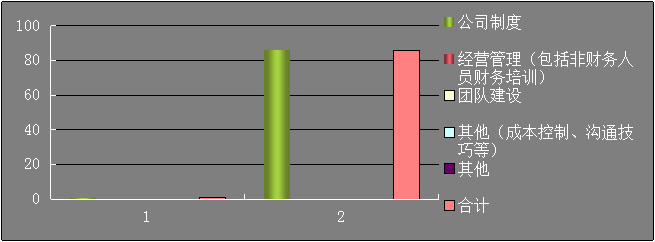 100
80
60
40
20
0
1
2
公司制度
经营管理（包括非财务人
员财务培训）
团队建设
其他（成本控制、沟通技
巧等）
其他
合计